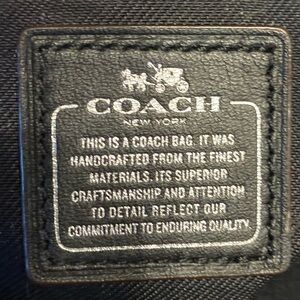 COACH
NEW YORK
THIS IS A COACH BAG. IT WAS
HANDCRAFTED FROM THE FINEST
MATERIALS. ITS SUPERIOR
CRAFTSMANSHIP AND ATTENTION
TO DETAIL REFLECT OUR
COMMITMENT TO ENDURING QUALITY.